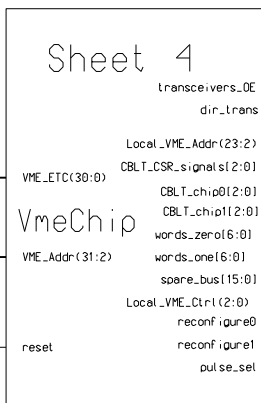 Sheet 4
transceivers_OE
dir_trans
Local_VME_Addr(23:2)
CBLT_CSR_signals[2:0]
VME_ETC(30:0)
CBLT_chip0[2:0]
CBLT_chip1[2:0]
VmeChip
words_zero[6:0]
VME_Addr(31:2)
words_one[6:0]
spare_bus[15:0]
Local_VME_Ctrl(2:0)
reconfigure0
reset
reconfigure1
pulse_sel